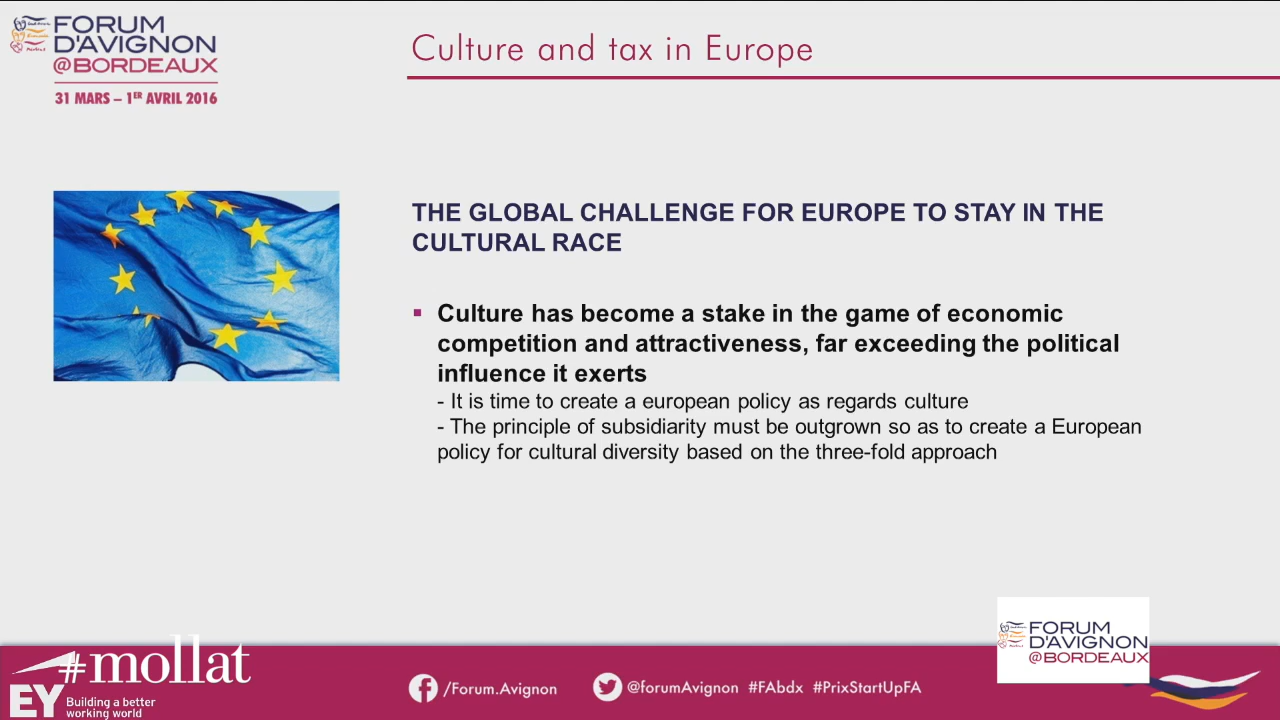 FORUM
D'AVIGNON
@BORDEAUX
31 MARS – 1ER AVRIL 2016
Culture and tax in Europe
THE GLOBAL CHALLENGE FOR EUROPE TO STAY IN THE
CULTURAL RACE
Culture has become a stake in the game of economic
competition and attractiveness, far exceeding the political
influence it exerts
- It is time to create a european policy as regards culture
- The principle of subsidiarity must be outgrown so as to create a European
policy for cultural diversity based on the three-fold approach
FORUM
D'AVIGNON
@BORDEAUX
#mollat
EY Building a better
working world
/Forum.Avignon
@forumAvignon #FAbdx #PrixStartUpFA